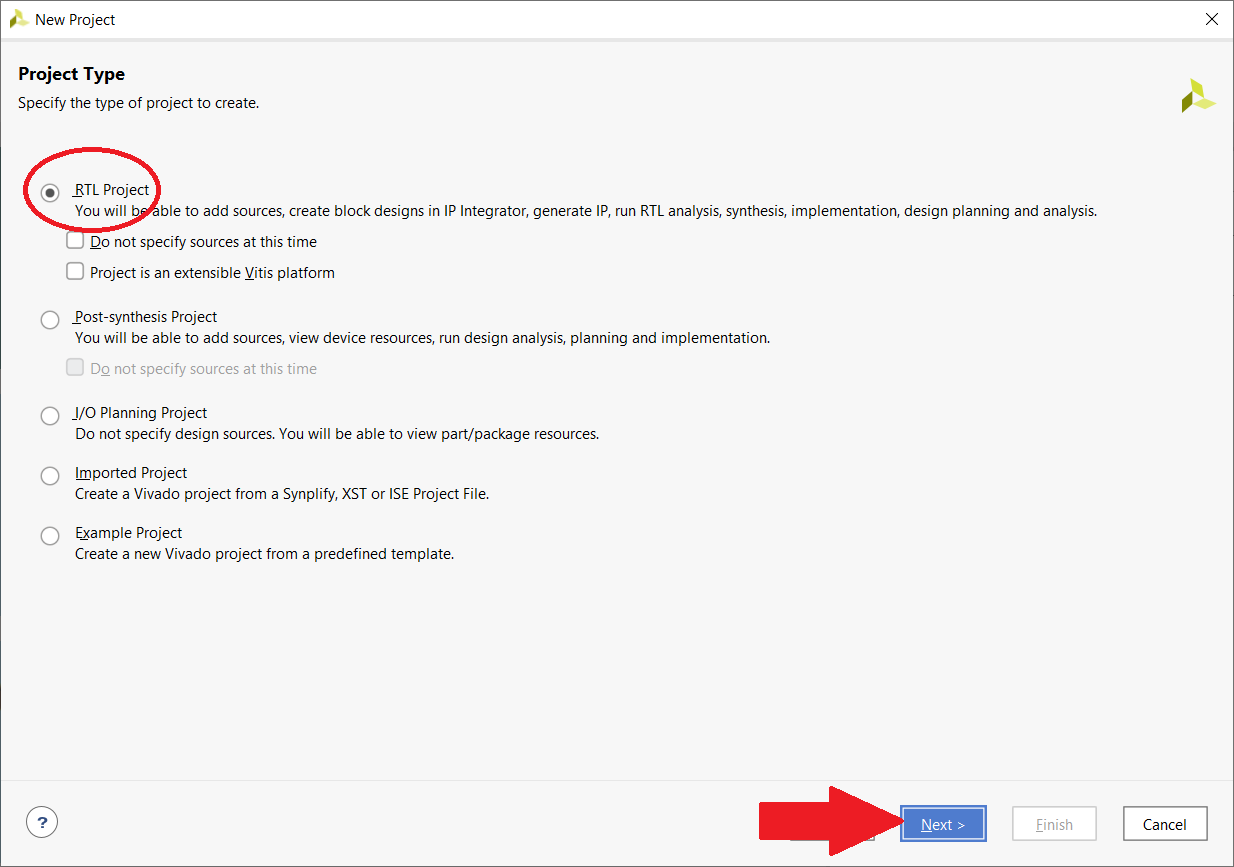 New Project
Project Type
Specify the type of project to create.
RTL Project
You will be able to add sources, create block designs in IP Integrator, generate IP, run RTL analysis, synthesis, implementation, design planning and analysis.
Do not specify sources at this time
Project is an extensible Vitis platform
Post-synthesis Project
You will be able to add sources, view device resources, run design analysis, planning and implementation.
Do not specify sources at this time
I/O Planning Project
Do not specify design sources. You will be able to view part/package resources.
Imported Project
Create a Vivado project from a Synplify, XST or ISE Project File.
Example Project
Create a new Vivado project from a predefined template.
? Next > Finish Cancel